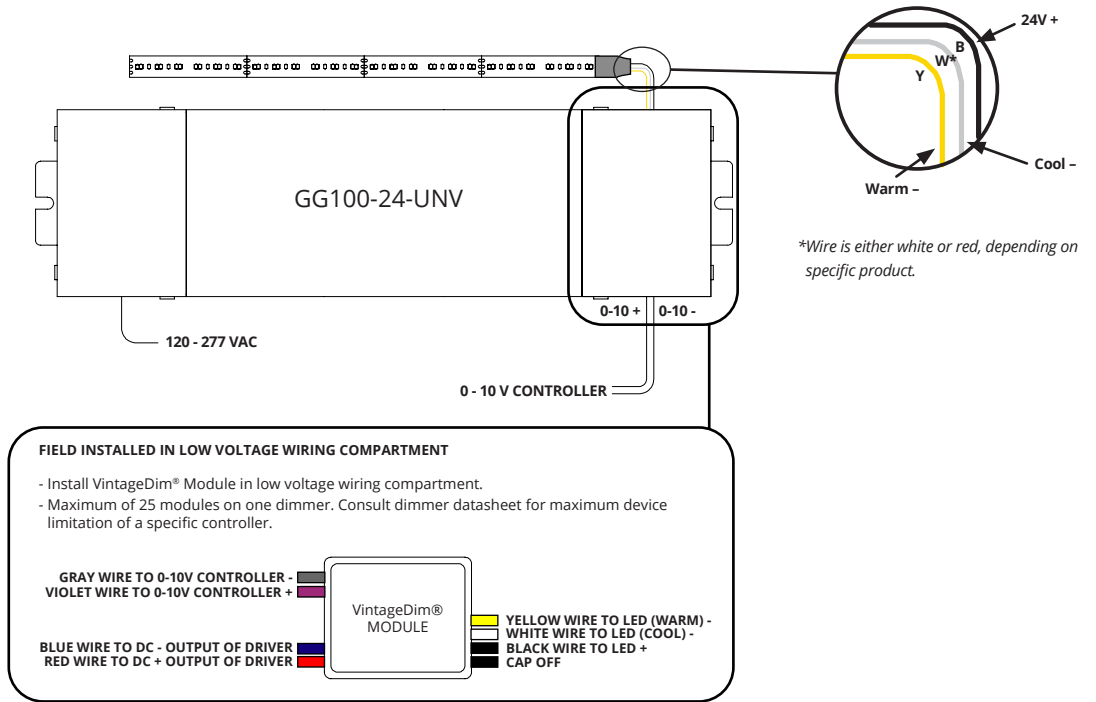 24V +
B
W*
Y
Cool –
Warm –
GG100-24-UNV
*Wire is either white or red, depending on
specific product.
0-10 + 0-10 -
120 - 277 VAC
0 - 10 V CONTROLLER
FIELD INSTALLED IN LOW VOLTAGE WIRING COMPARTMENT
- Install VintageDim® Module in low voltage wiring compartment.
- Maximum of 25 modules on one dimmer. Consult dimmer datasheet for maximum device
limitation of a specific controller.
GRAY WIRE TO 0-10V CONTROLLER -
VIOLET WIRE TO 0-10V CONTROLLER +
BLUE WIRE TO DC - OUTPUT OF DRIVER
RED WIRE TO DC + OUTPUT OF DRIVER
VintageDim®
MODULE
YELLOW WIRE TO LED (WARM) -
WHITE WIRE TO LED (COOL) -
BLACK WIRE TO LED +
CAP OFF